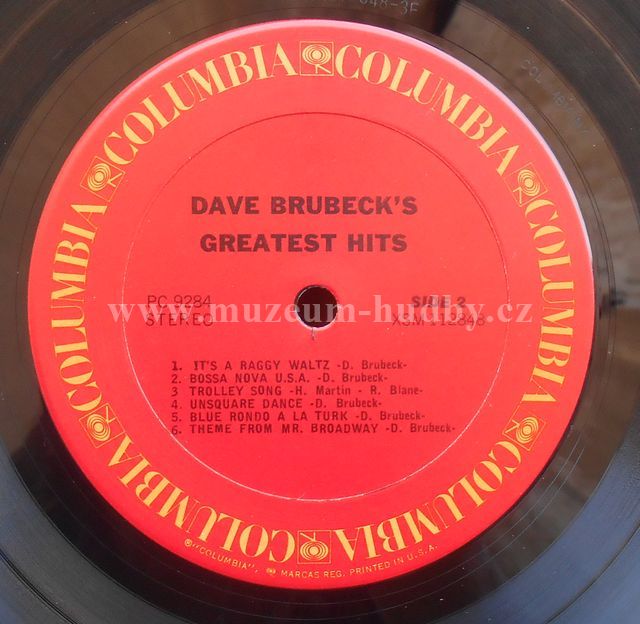 COLUMBIA COLUMBIA COLUMBIA COLUMBIA COLUMBIA COLUMBIA
DAVE BRUBECK'S
GREATEST HITS
PC 9284
STEREO
SIDE 2
XSM 112848
www.muzeum-hudby.cz
1. IT'S A RAGGY WALTZ -D. Brubeck-
2. BOSSA NOVA U.S.A. -D. Brubeck-
3 TROLLEY SONG -H. Martin - R. Blane-
4. UNSQUARE DANCE -D. Brubeck-
5. BLUE RONDO A LA TURK -D. Brubeck-
6. THEME FROM MR. BROADWAY -D. Brubeck-
®"COLUMBIA", MARCAS REG. PRINTED IN U.S.A.